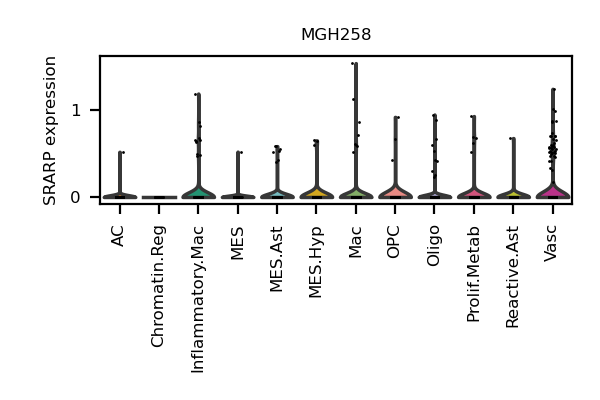 MGH258
SRARP expression
1
0
AC
Chromatin.Reg
Inflammatory.Mac
MES
MES.Ast
MES.Hyp
Mac
OPC
Oligo
Prolif.Metab
Reactive.Ast
Vasc